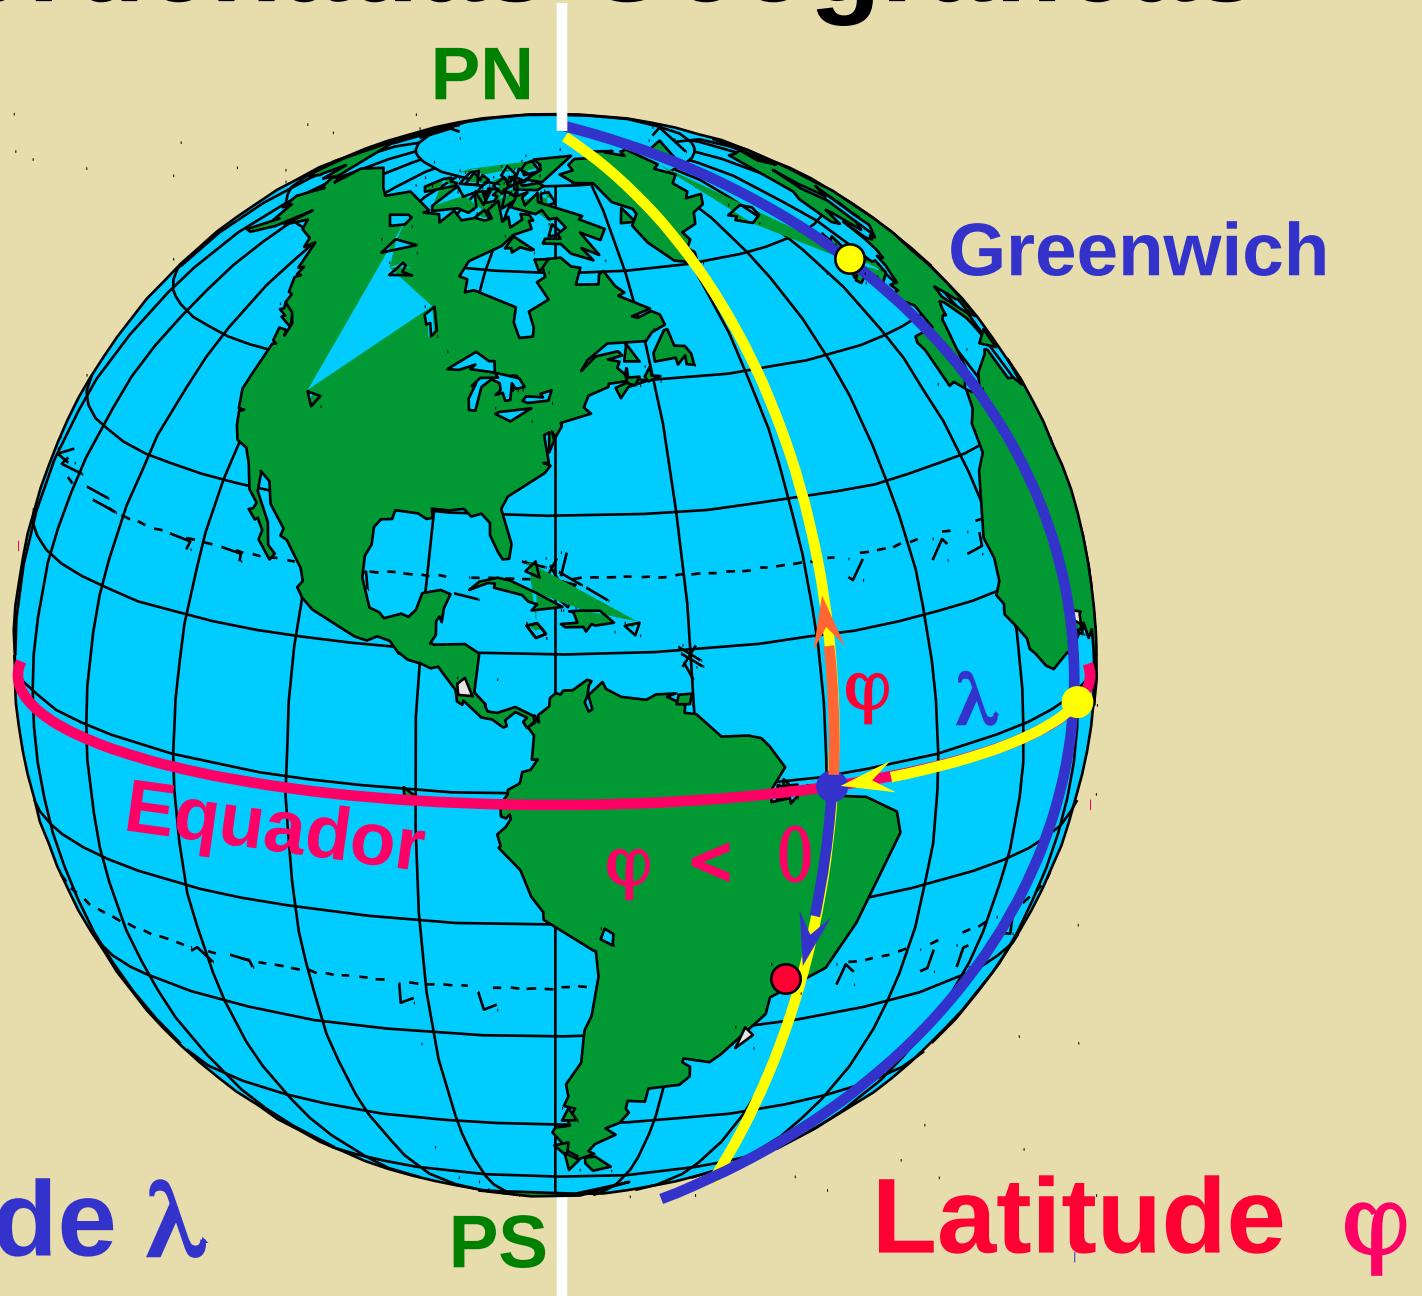 PN
Greenwich
φ λ
Equador
φ < 0
PS
de λ
Latitude φ